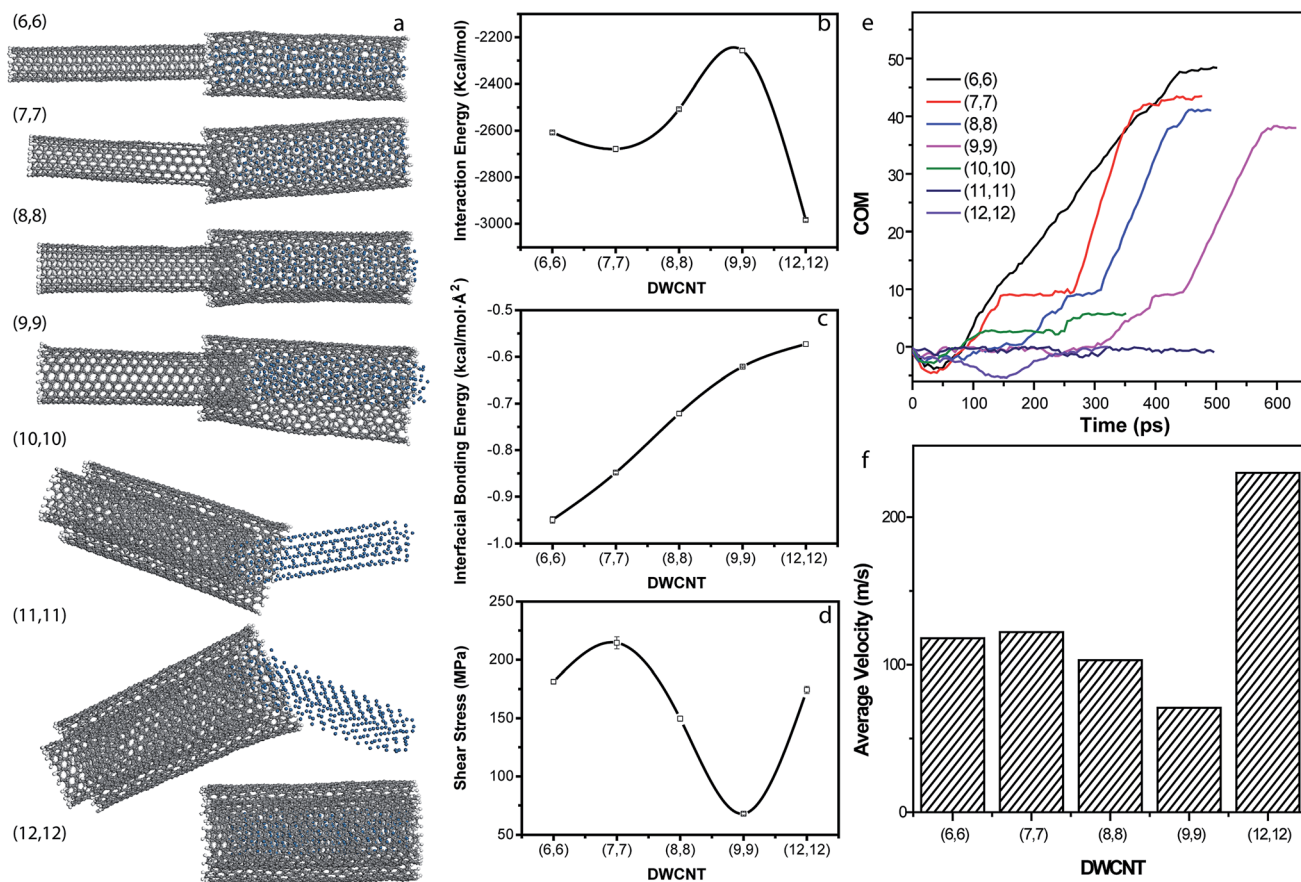 a
(6,6)
(7,7)
(8,8)
(9,9)
(10,10)
(11,11)
(12,12)
b
Interaction Energy (Kcal/mol)
-2200
-2400
-2600
-2800
-3000
(6,6) (7,7) (8,8) (9,9) (12,12)
DWCNT
c
Interfacial Bonding Energy (kcal/mol·Å²)
-0.5
-0.6
-0.7
-0.8
-0.9
-1.0
(6,6) (7,7) (8,8) (9,9) (12,12)
DWCNT
d
Shear Stress (MPa)
250
200
150
100
50
(6,6) (7,7) (8,8) (9,9) (12,12)
DWCNT
e
COM
50
40
30
20
10
0
(6,6)
(7,7)
(8,8)
(9,9)
(10,10)
(11,11)
(12,12)
0 100 200 300 400 500 600
Time (ps)
f
Average Velocity (m/s)
200
100
0
(6,6) (7,7) (8,8) (9,9) (12,12)
DWCNT